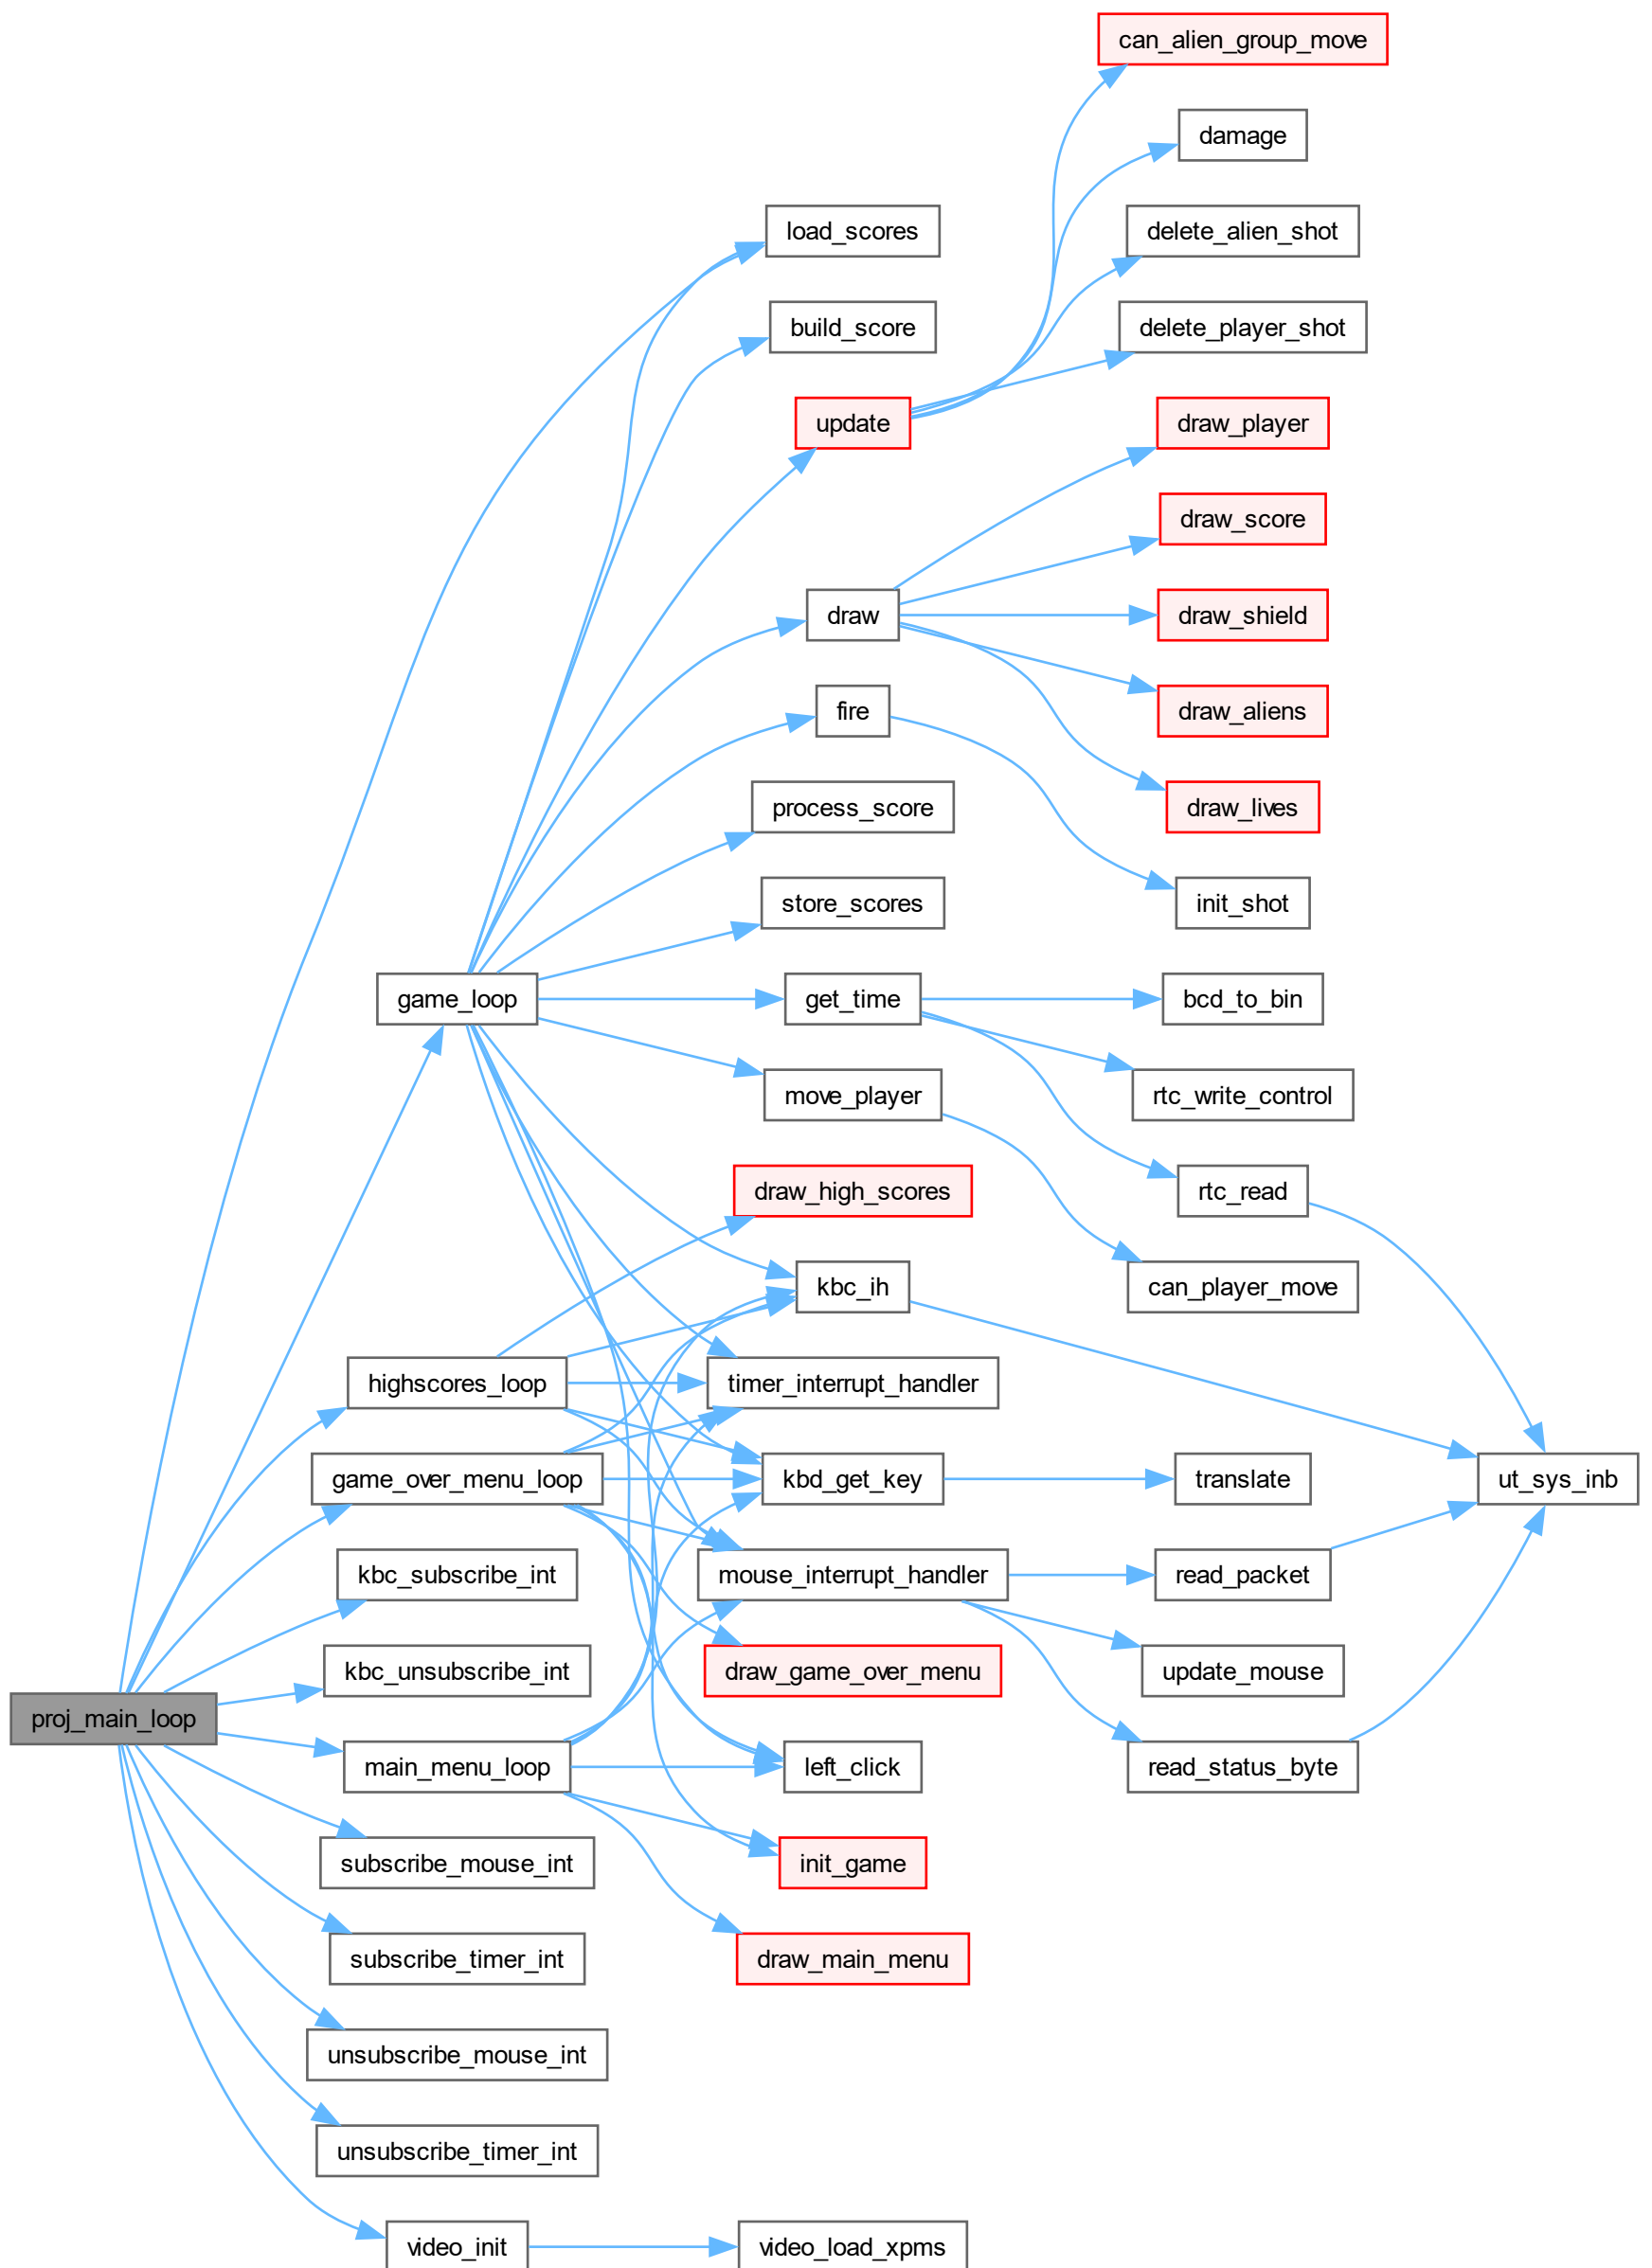 can_alien_group_move
damage
load_scores
delete_alien_shot
build_score
delete_player_shot
update
draw_player
draw_score
draw
draw_shield
fire
draw_aliens
process_score
draw_lives
store_scores
init_shot
game_loop
get_time
bcd_to_bin
move_player
rtc_write_control
draw_high_scores
rtc_read
kbc_ih
can_player_move
highscores_loop
timer_interrupt_handler
game_over_menu_loop
kbd_get_key
translate
ut_sys_inb
kbc_subscribe_int
mouse_interrupt_handler
read_packet
kbc_unsubscribe_int
draw_game_over_menu
update_mouse
proj_main_loop
main_menu_loop
left_click
read_status_byte
subscribe_mouse_int
init_game
subscribe_timer_int
draw_main_menu
unsubscribe_mouse_int
unsubscribe_timer_int
video_init
video_load_xpms